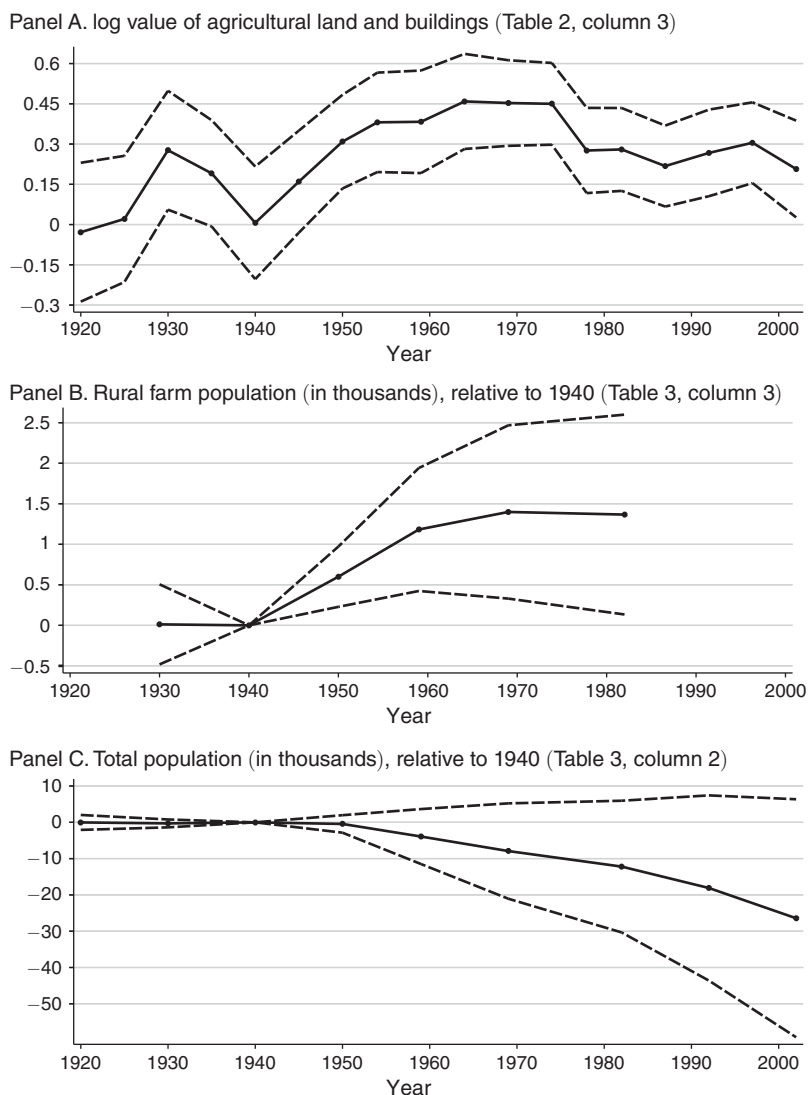 Panel A. log value of agricultural land and buildings (Table 2, column 3)
0.6
0.45
0.3
0.15
0
−0.15
−0.3
1920 1930 1940 1950 1960 1970 1980 1990 2000
Year
Panel B. Rural farm population (in thousands), relative to 1940 (Table 3, column 3)
2.5
2
1.5
1
0.5
0
−0.5
1920 1930 1940 1950 1960 1970 1980 1990 2000
Year
Panel C. Total population (in thousands), relative to 1940 (Table 3, column 2)
10
0
−10
−20
−30
−40
−50
1920 1930 1940 1950 1960 1970 1980 1990 2000
Year